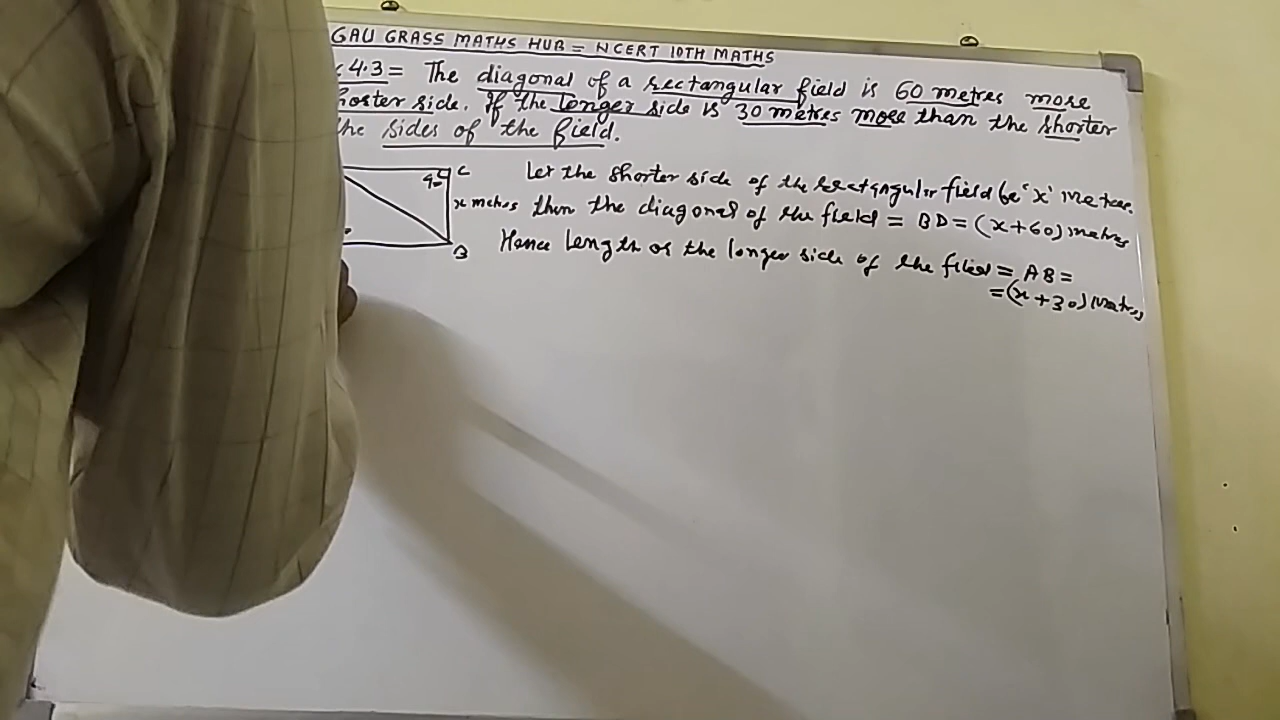 GAU GRASS MATHS HUB = NCERT 10TH MATHS
4.3 = The diagonal of a rectangular field is 60 metres more
horter side. If the longer side is 30 metres more than the shorter
the sides of the field.
C
x metres
B
Let the shorter side of the rectangular field be 'x' metres.
then the diagonal of the field = BD = (x+60) metres
Hence length of the longer side of the filed = AB =
= (x+30) metres